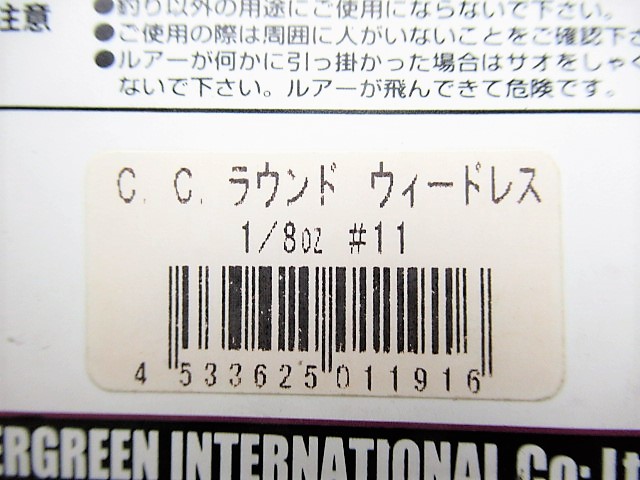 注意
●釣り以外の用途にご使用にならないで下さい。
●ご使用の際は周囲に人がいないことをご確認下さ
●ルアーが何かに引っ掛かった場合はサオをしゃく
ないで下さい。ルアーが飛んできて危険です。
C. C. ラウンド ウィードレス
1/8oz #11
4 533625 011916
ERGREEN INTERNATIONAL Co; Lt